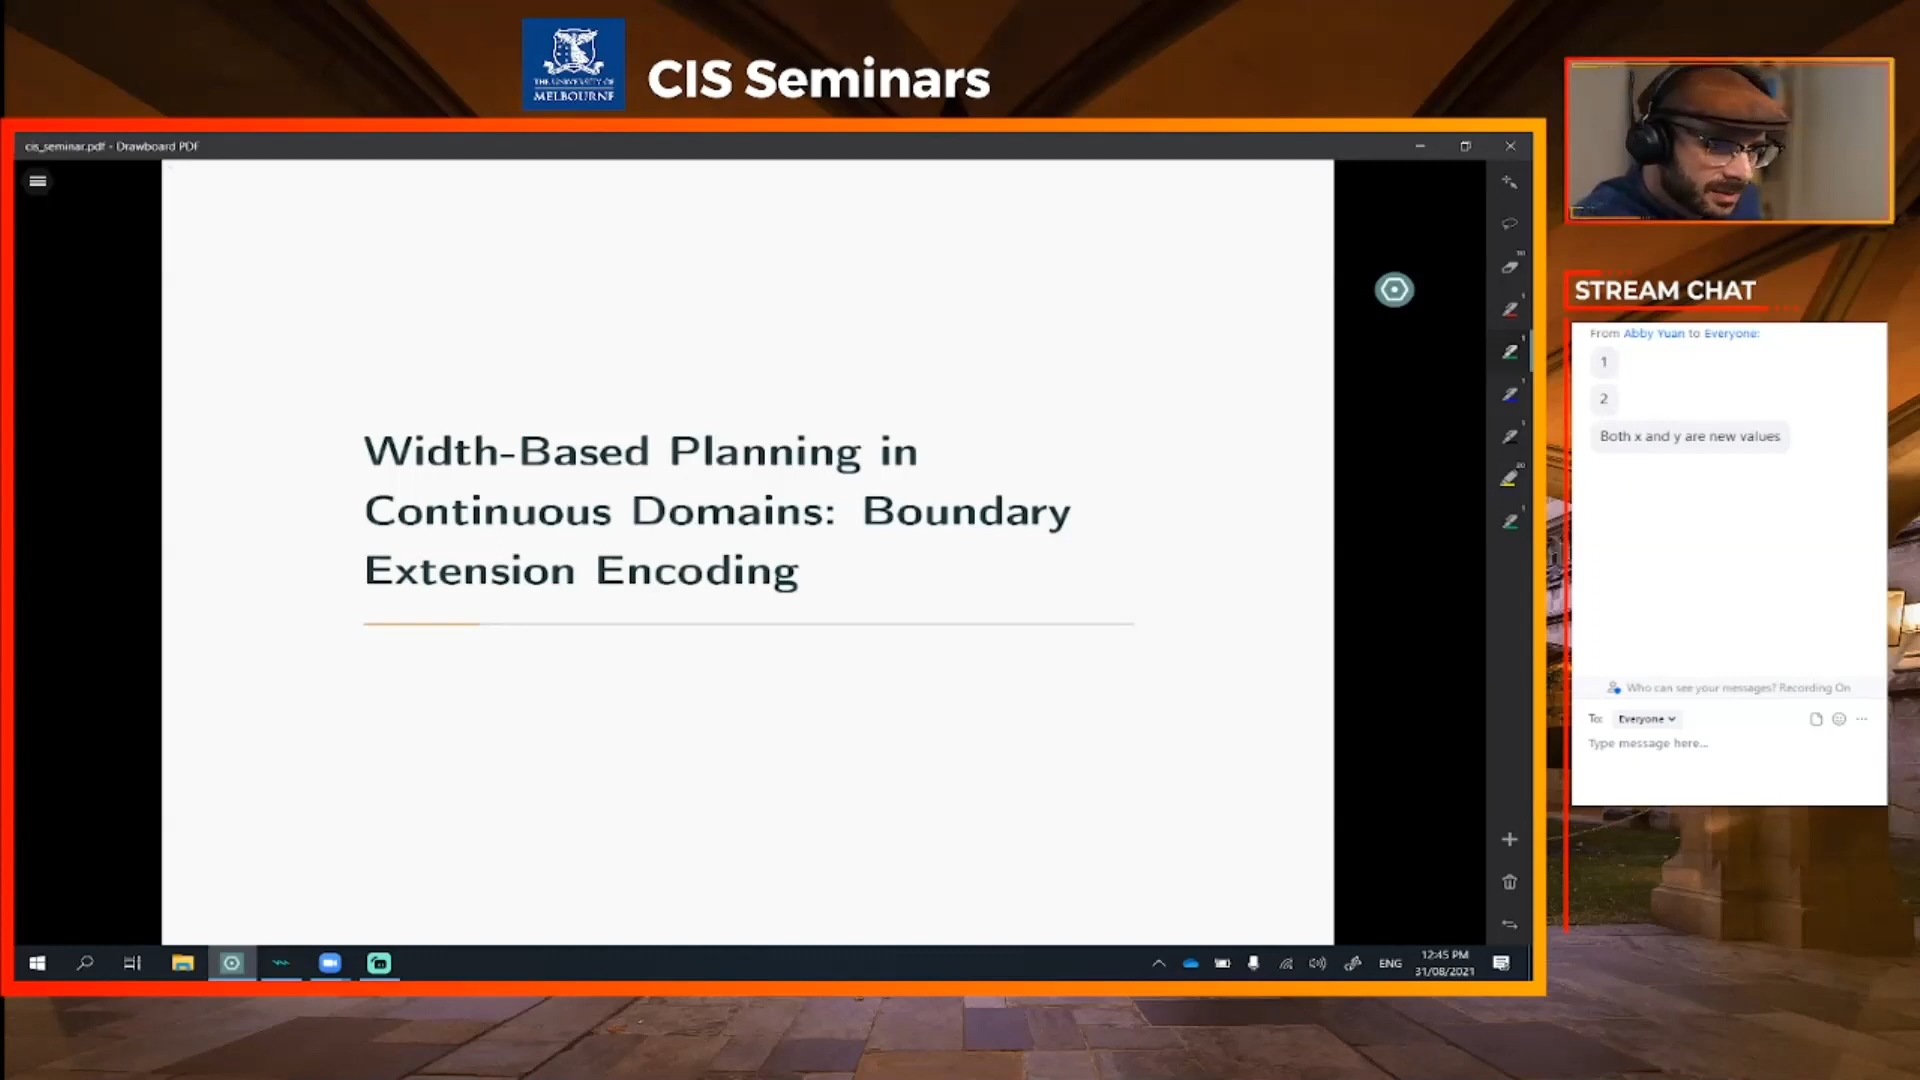 THE UNIVERSITY OF
MELBOURNE
CIS Seminars
cis_seminar.pdf - Drawboard PDF
Width-Based Planning in
Continuous Domains: Boundary
Extension Encoding
STREAM CHAT
From Abby Yuan to Everyone:
1
2
Both x and y are new values
Who can see your messages? Recording On
To: Everyone
Type message here...
ENG
12:45 PM
31/08/2021